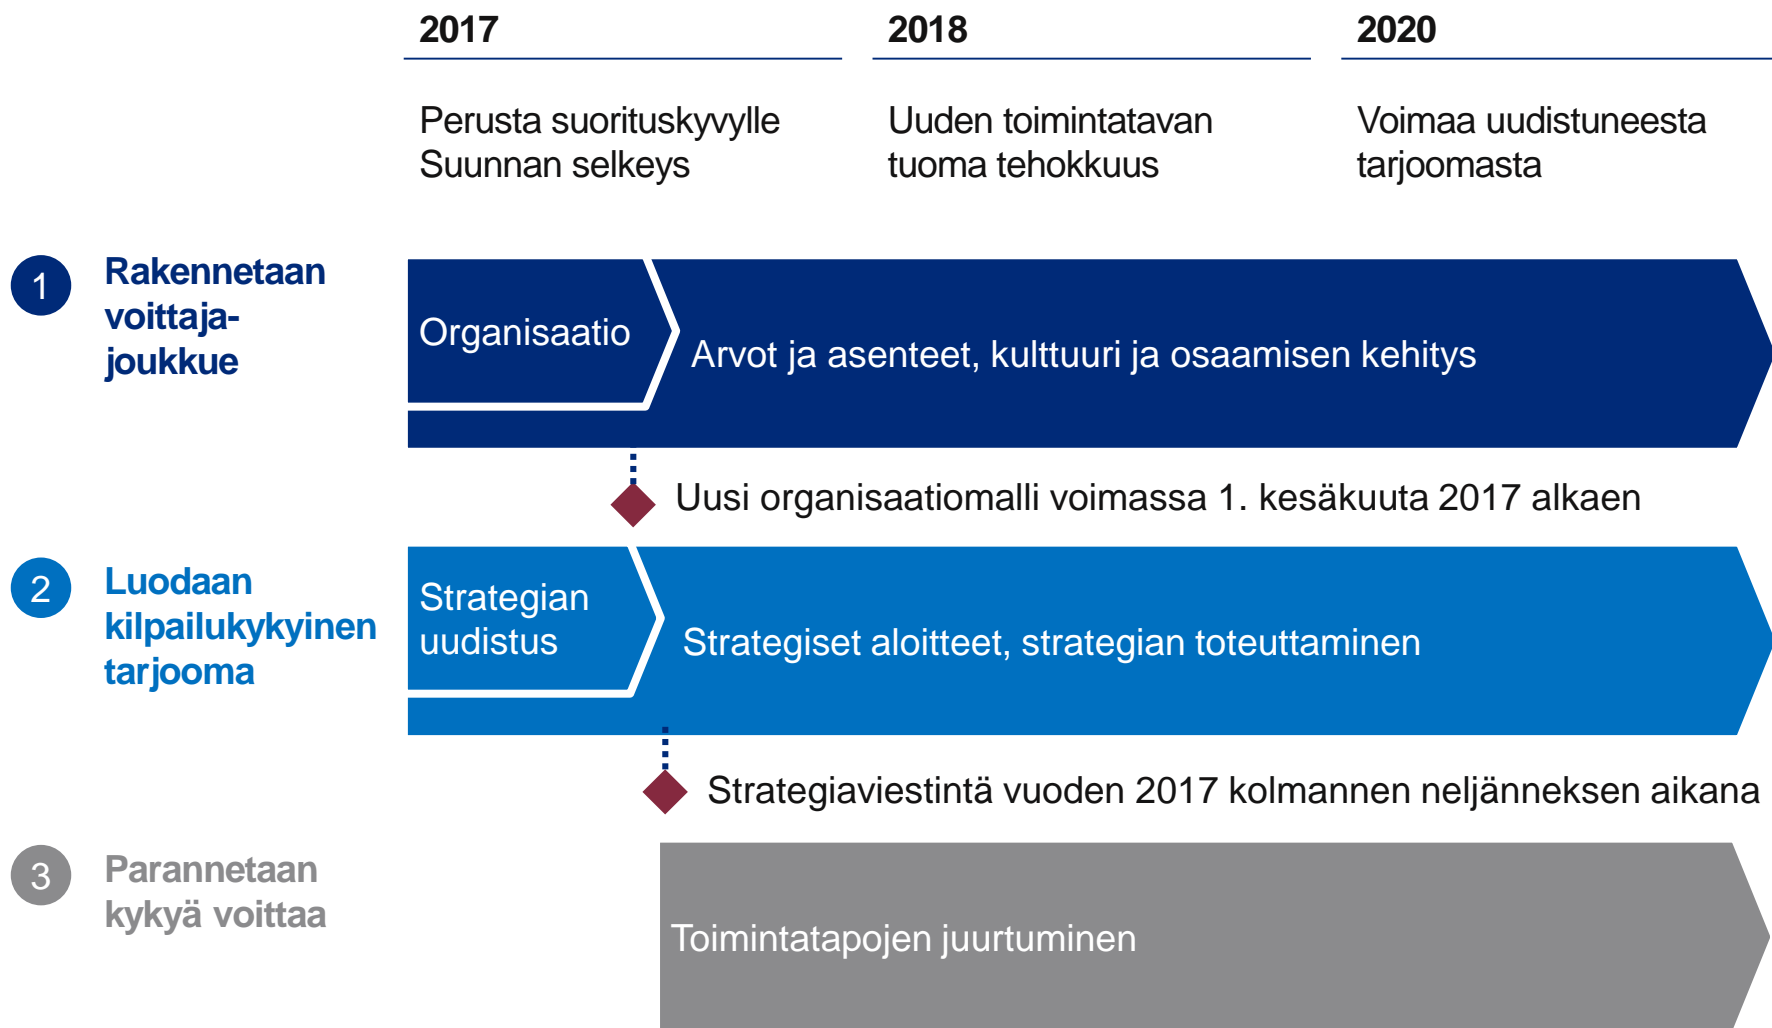 2017
2018
2020
Perusta suorituskyvylle
Suunnan selkeys
Uuden toimintatavan
tuoma tehokkuus
Voimaa uudistuneesta
tarjoomasta
1
Rakennetaan
voittaja-
joukkue
Organisaatio
Arvot ja asenteet, kulttuuri ja osaamisen kehitys
Uusi organisaatiomalli voimassa 1. kesäkuuta 2017 alkaen
2
Luodaan
kilpailukykyinen
tarjooma
Strategian
uudistus
Strategiset aloitteet, strategian toteuttaminen
Strategiaviestintä vuoden 2017 kolmannen neljänneksen aikana
3
Parannetaan
kykyä voittaa
Toimintatapojen juurtuminen